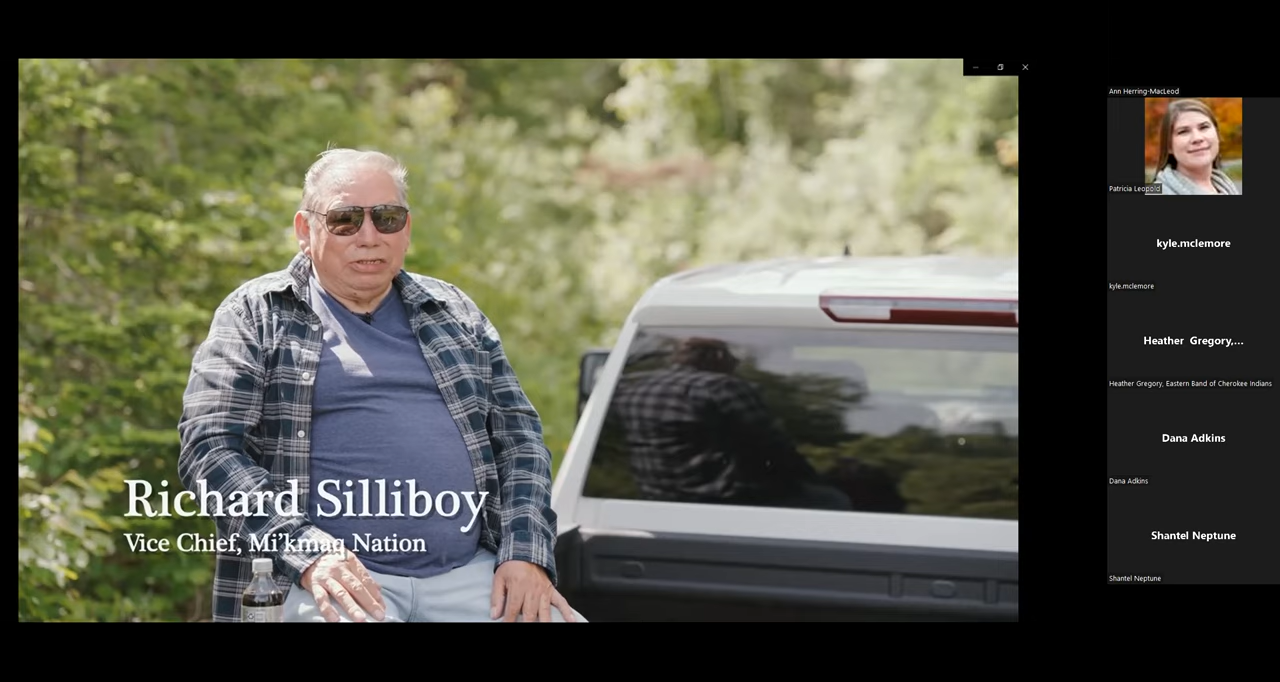 Richard Silliboy
Vice Chief, Mi'kmaq Nation
Ann Herring-MacLeod
Patricia Leopold
kyle.mclemore
kyle.mclemore
Heather Gregory,...
Heather Gregory, Eastern Band of Cherokee Indians
Dana Adkins
Dana Adkins
Shantel Neptune
Shantel Neptune